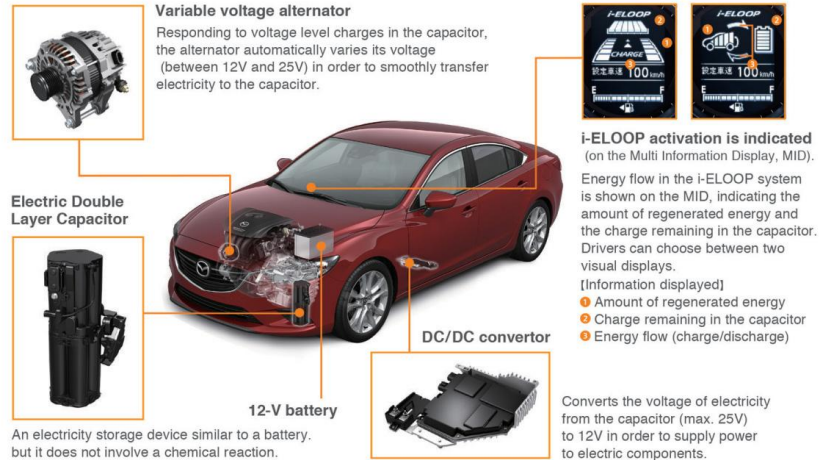 Variable voltage alternator
Responding to voltage level charges in the capacitor,
the alternator automatically varies its voltage
(between 12V and 25V) in order to smoothly transfer
electricity to the capacitor.
i-ELOOP
2
1
CHARGE
3
設定車速 100 km/h
E F
i-ELOOP
1
2
3
設定車速 100 km/h
E F
i-ELOOP activation is indicated
(on the Multi Information Display, MID).
Energy flow in the i-ELOOP system
is shown on the MID, indicating the
amount of regenerated energy and
the charge remaining in the capacitor.
Drivers can choose between two
visual displays.
[Information displayed]
1 Amount of regenerated energy
2 Charge remaining in the capacitor
3 Energy flow (charge/discharge)
Electric Double
Layer Capacitor
An electricity storage device similar to a battery.
but it does not involve a chemical reaction.
12-V battery
DC/DC convertor
Converts the voltage of electricity
from the capacitor (max. 25V)
to 12V in order to supply power
to electric components.